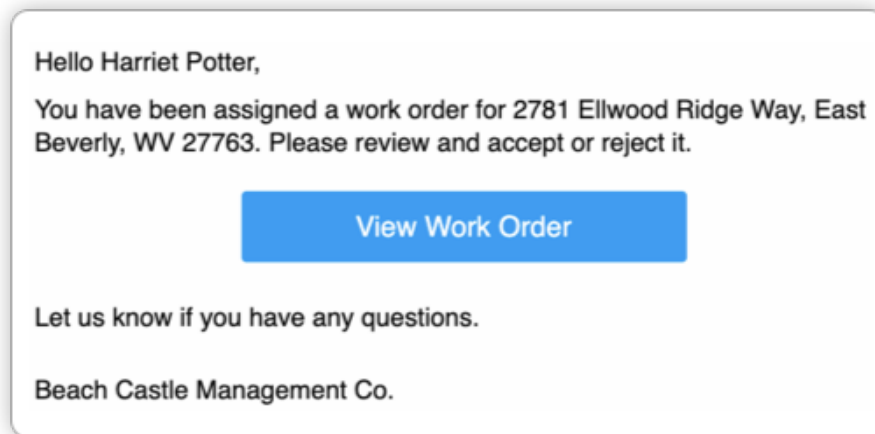 Hello Harriet Potter,
You have been assigned a work order for 2781 Ellwood Ridge Way, East
Beverly, WV 27763. Please review and accept or reject it.
View Work Order
Let us know if you have any questions.
Beach Castle Management Co.